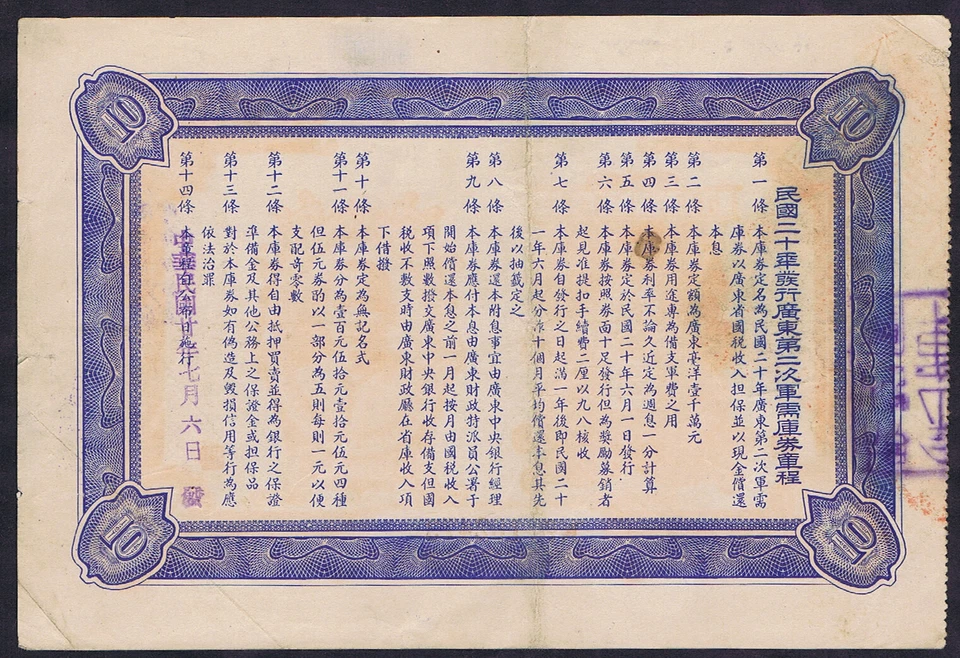 民國二十年發行廣東第二次軍需庫券章程
第一條 本庫券定名為民國二十年廣東第二次軍需
庫券以廣東省國稅收入担保並以現金償還
本息
第二條 本庫券定額為廣東毫洋壹千萬元
第三條 本庫券用途專為借支軍費之用
第四條 本庫券利率不論久近定為週息一分計算
第五條 本庫券定於民國二十年六月一日發行
第六條 本庫券按照券面十足發行但為獎勵募銷者
起見准提扣手續費二厘以九八核收
第七條 本庫券自發行之日起滿一年後即民國二十
一年六月起分作十個月平均償還本息其先
後以抽籤定之
第八條 本庫券還本附息事宜由廣東中央銀行經理
第九條 本庫券應付本息由廣東財政特派員公署于
開始償還本息之前一月起按月由國稅收入
項下照數撥交廣東中央銀行收存備支但國
稅收不敷支時由廣東財政廳在省庫收入項
下借撥
第十條 本庫券定為無記名式
第十一條 本庫券分為壹百元伍拾元壹拾元伍元四種
但伍元券酌以一部分為五則每則一元以便
支配奇零數
第十二條 本庫券得自由抵押買賣並得為銀行之保證
準備金及其他公務上之保證金或担保品
第十三條 對於本庫券如有偽造及毀損信用等行為應
依法治罪
第十四條 本章程自公布日施行
中華民國 年七月六日
10
10
10
10